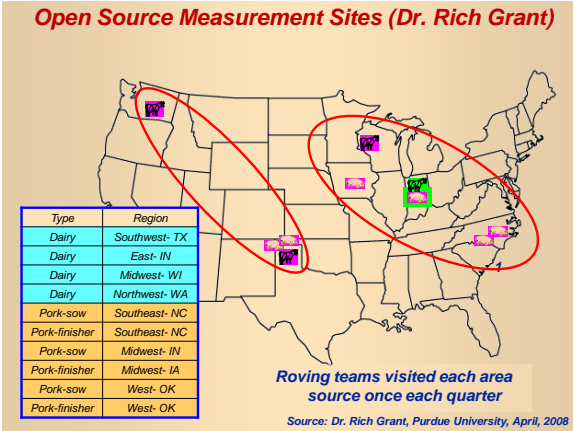 Open Source Measurement Sites (Dr. Rich Grant)
Type Region
Dairy Southwest- TX
Dairy East- IN
Dairy Midwest- WI
Dairy Northwest- WA
Pork-sow Southeast- NC
Pork-finisher Southeast- NC
Pork-sow Midwest- IN
Pork-finisher Midwest- IA
Pork-sow West- OK
Pork-finisher West- OK
1
Roving teams visited each area
source once each quarter
Source: Dr. Rich Grant, Purdue University, April, 2008